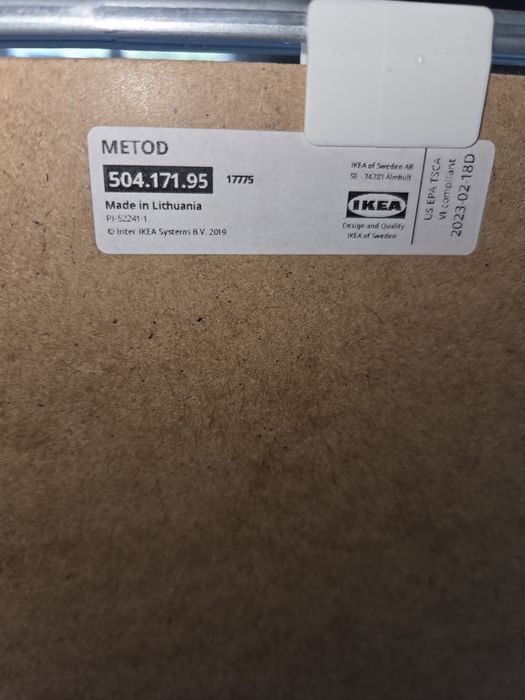 METOD
504.171.95 17775
Made in Lithuania
PI-52241-1
© Inter IKEA Systems B.V. 2019
IKEA of Sweden AB
SE - 34381 Älmhult
IKEA
Design and Quality
IKEA of Sweden
US EPA TSCA
VI compliant
2023-02-18D